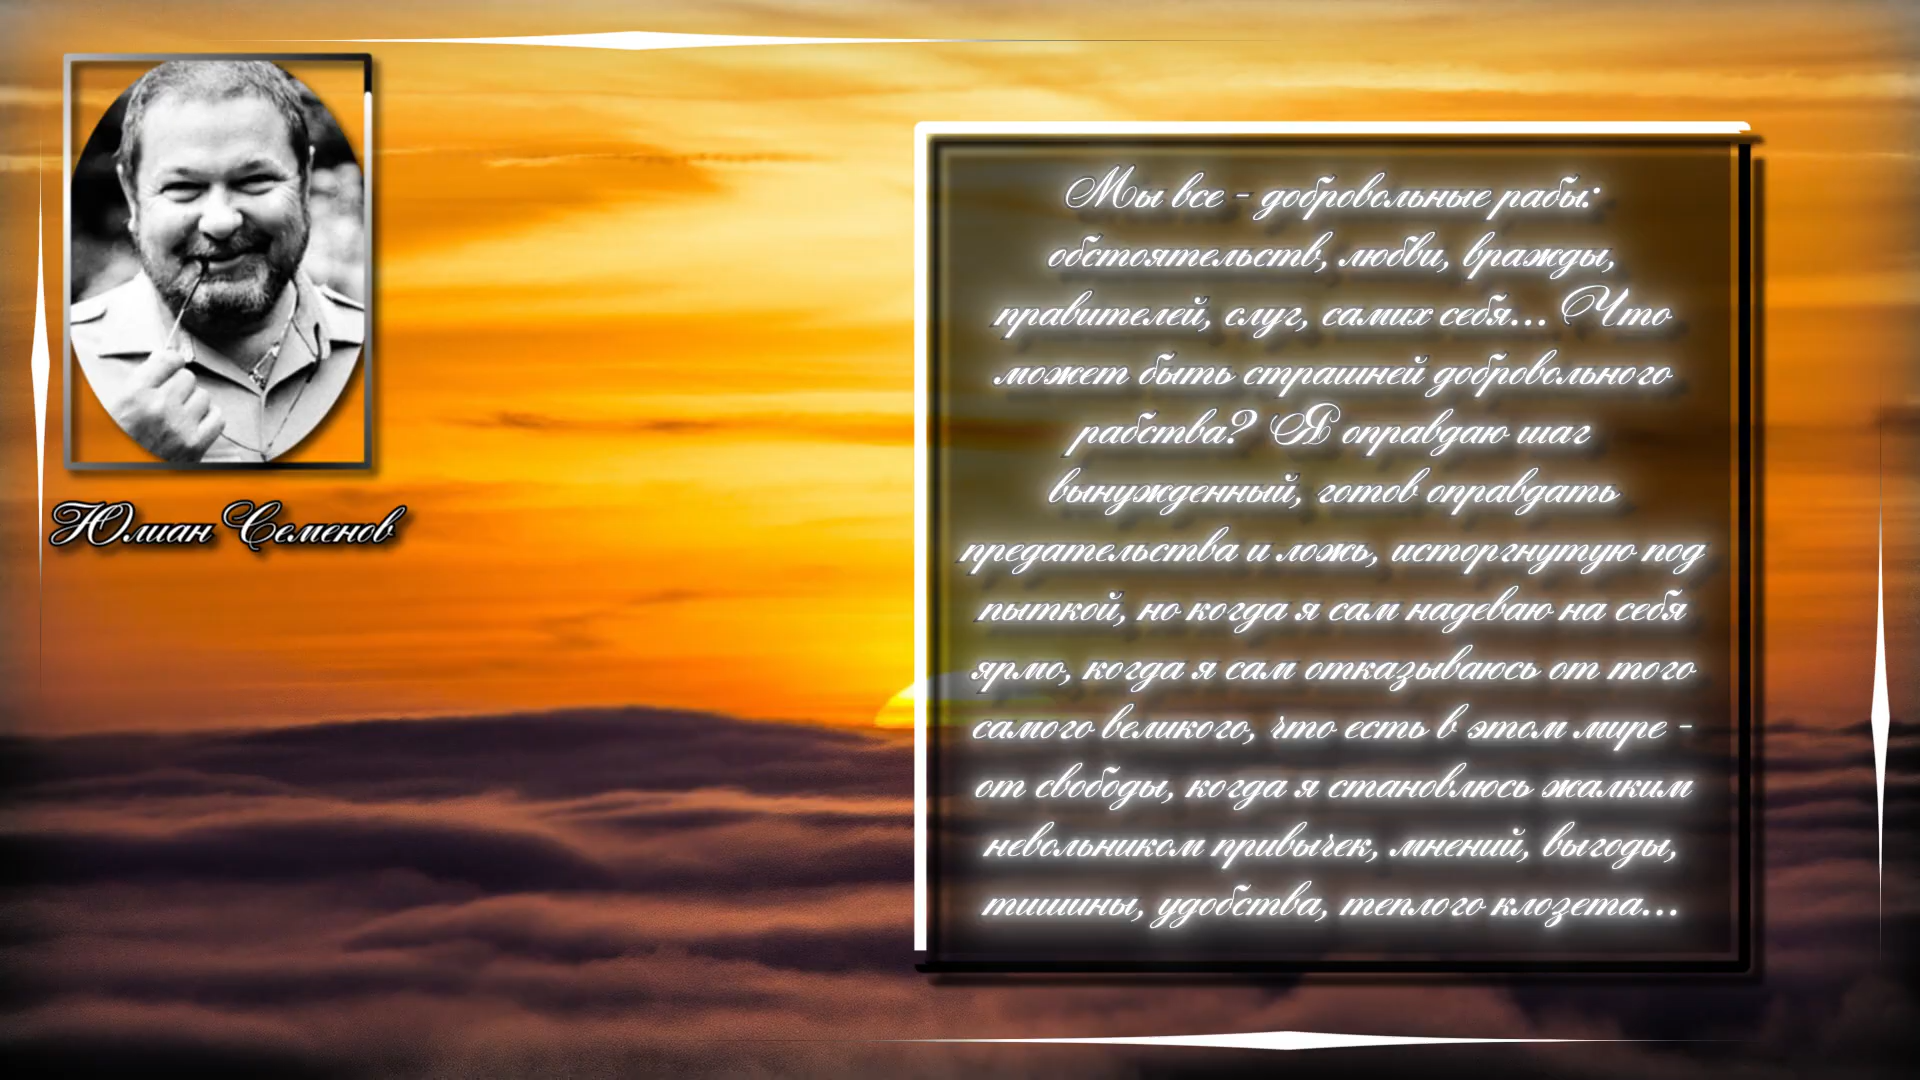 Юлиан Семенов
Мы все - добровольные рабы:
обстоятельств, любви, вражды,
правителей, слуг, самих себя... Что
может быть страшней добровольного
рабства? Я оправдаю шаг
вынужденный, готов оправдать
предательства и ложь, исторгнутую под
пыткой, но когда я сам надеваю на себя
ярмо, когда я сам отказываюсь от того
самого великого, что есть в этом мире -
от свободы, когда я становлюсь жалким
невольником привычек, мнений, выгоды,
тишины, удобства, теплого клозета...